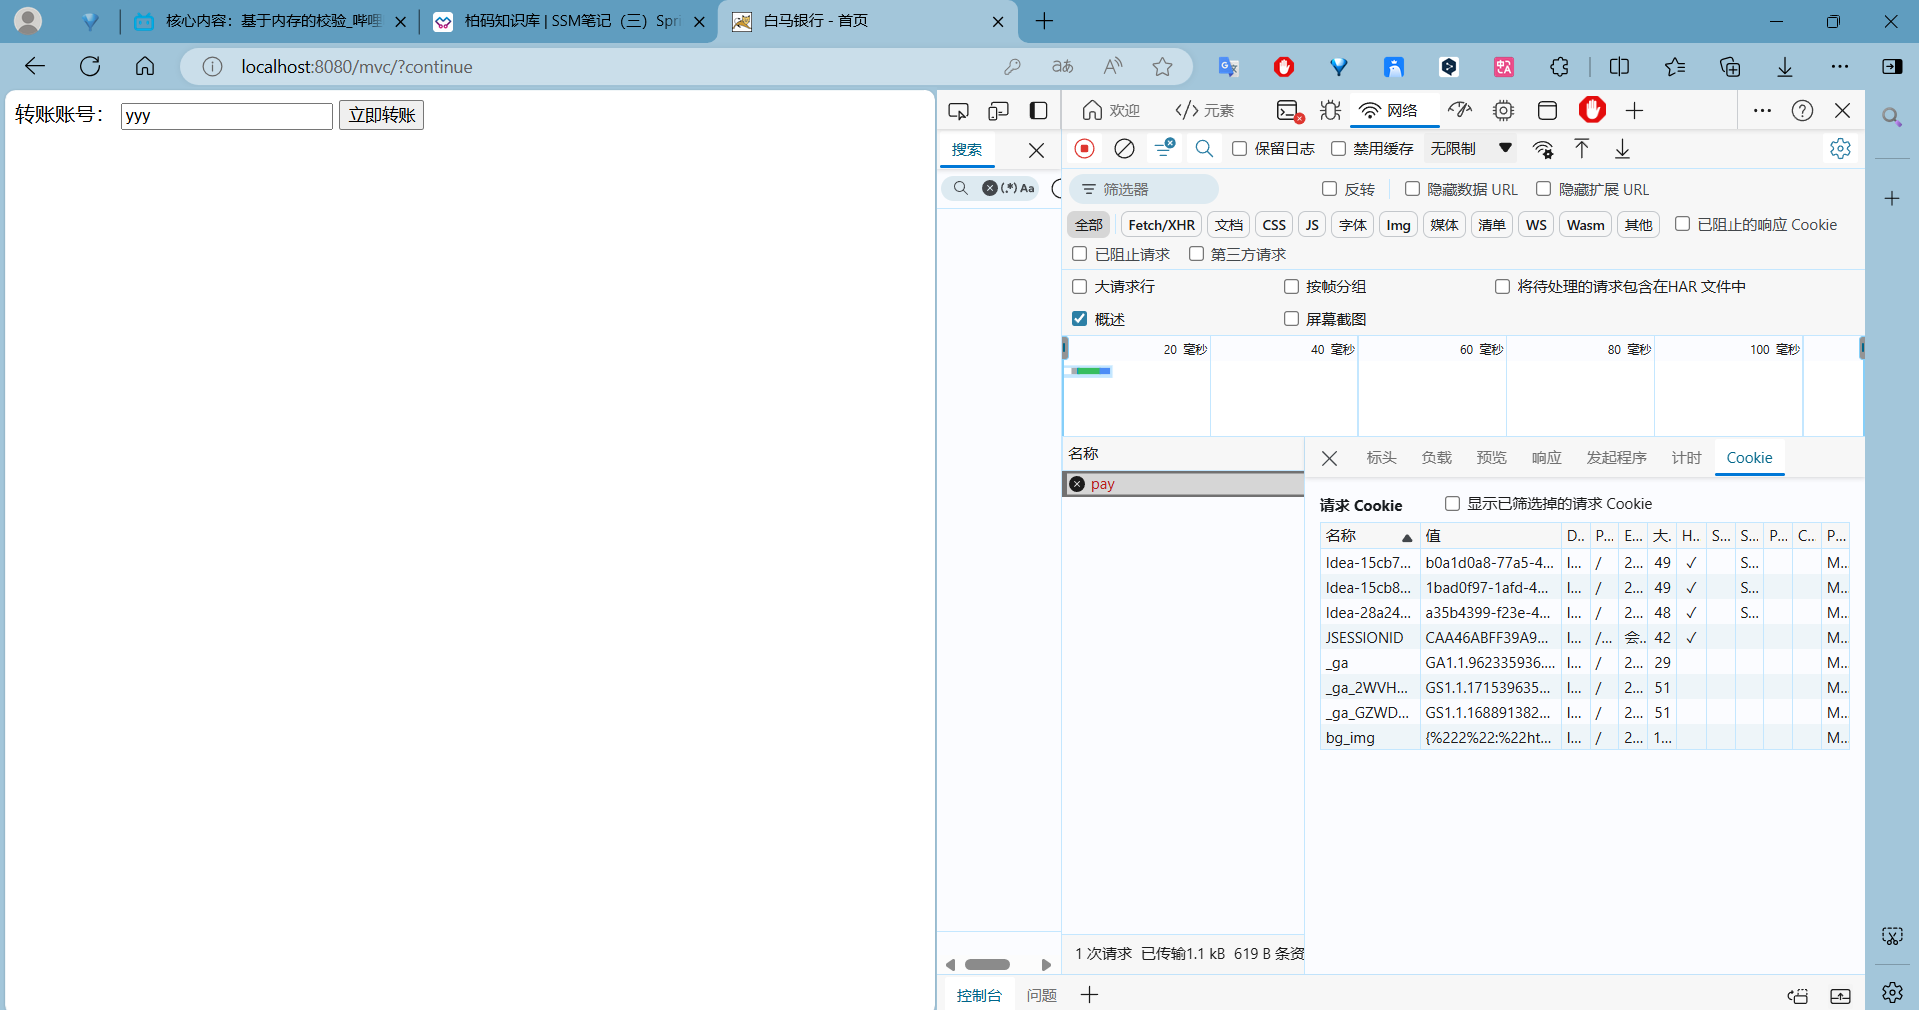 核心内容：基于内存的校验_哔哩
柏码知识库 | SSM笔记（三）Spri
白马银行 - 首页
localhost:8080/mvc/?continue
转账账号： yyy 立即转账
欢迎 元素 网络
搜索
保留日志 禁用缓存 无限制
(.*) Aa
筛选器 反转 隐藏数据 URL 隐藏扩展 URL
全部 Fetch/XHR 文档 CSS JS 字体 Img 媒体 清单 WS Wasm 其他 已阻止的响应 Cookie
已阻止请求 第三方请求
大请求行 按帧分组 将待处理的请求包含在HAR 文件中
概述 屏幕截图
20 毫秒 40 毫秒 60 毫秒 80 毫秒 100 毫秒
名称
pay
标头 负载 预览 响应 发起程序 计时 Cookie
请求 Cookie 显示已筛选掉的请求 Cookie
名称 值 D.. P... E... 大. H.. S... S... P... C... P...
Idea-15cb7... b0a1d0a8-77a5-4... l... / 2... 49 ✓ S... M...
Idea-15cb8... 1bad0f97-1afd-4... l... / 2... 49 ✓ S... M...
Idea-28a24... a35b4399-f23e-4... l... / 2... 48 ✓ S... M...
JSESSIONID CAA46ABFF39A9... l... /... 会.. 42 ✓ M...
_ga GA1.1.962335936.... l... / 2... 29 M...
_ga_2WVH... GS1.1.171539635... l... / 2... 51 M...
_ga_GZWD... GS1.1.168891382... l... / 2... 51 M...
bg_img {%222%22:%22ht... l... / 2... 1... M...
1 次请求 已传输1.1 kB 619 B 条资
控制台 问题